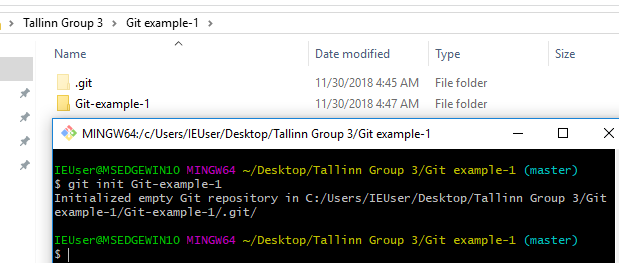 Tallinn Group 3 > Git example-1 >
Name Date modified Type Size
.git 11/30/2018 4:45 AM File folder
Git-example-1 11/30/2018 4:47 AM File folder
MINGW64:/c/Users/IEUser/Desktop/Tallinn Group 3/Git example-1
IEUser@MSEDGEWIN10 MINGW64 ~/Desktop/Tallinn Group 3/Git example-1 (master)
$ git init Git-example-1
Initialized empty Git repository in C:/Users/IEUser/Desktop/Tallinn Group 3/Git
example-1/Git-example-1/.git/
IEUser@MSEDGEWIN10 MINGW64 ~/Desktop/Tallinn Group 3/Git example-1 (master)
$